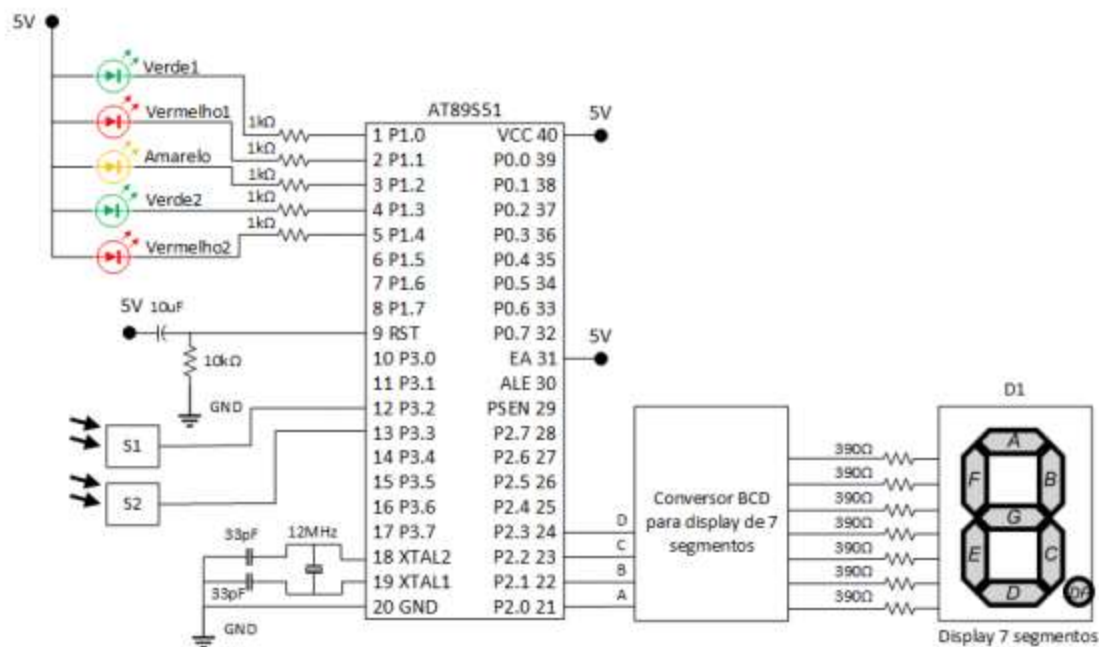 5V
Verde1
Vermelho1
Amarelo
Verde2
Vermelho2
1kΩ
1kΩ
1kΩ
1kΩ
1kΩ
AT89S51
1 P1.0 VCC 40
2 P1.1 P0.0 39
3 P1.2 P0.1 38
4 P1.3 P0.2 37
5 P1.4 P0.3 36
6 P1.5 P0.4 35
7 P1.6 P0.5 34
8 P1.7 P0.6 33
9 RST P0.7 32
10 P3.0 EA 31
11 P3.1 ALE 30
12 P3.2 PSEN 29
13 P3.3 P2.7 28
14 P3.4 P2.6 27
15 P3.5 P2.5 26
16 P3.6 P2.4 25
17 P3.7 P2.3 24
18 XTAL2 P2.2 23
19 XTAL1 P2.1 22
20 GND P2.0 21
5V
5V
5V 10uF
10kΩ
GND
S1
S2
33pF 12MHz
33pF
GND
D
C
B
A
Conversor BCD
para display de 7
segmentos
390Ω
390Ω
390Ω
390Ω
390Ω
390Ω
390Ω
D1
A
F B
G
E C
D
DP
Display 7 segmentos